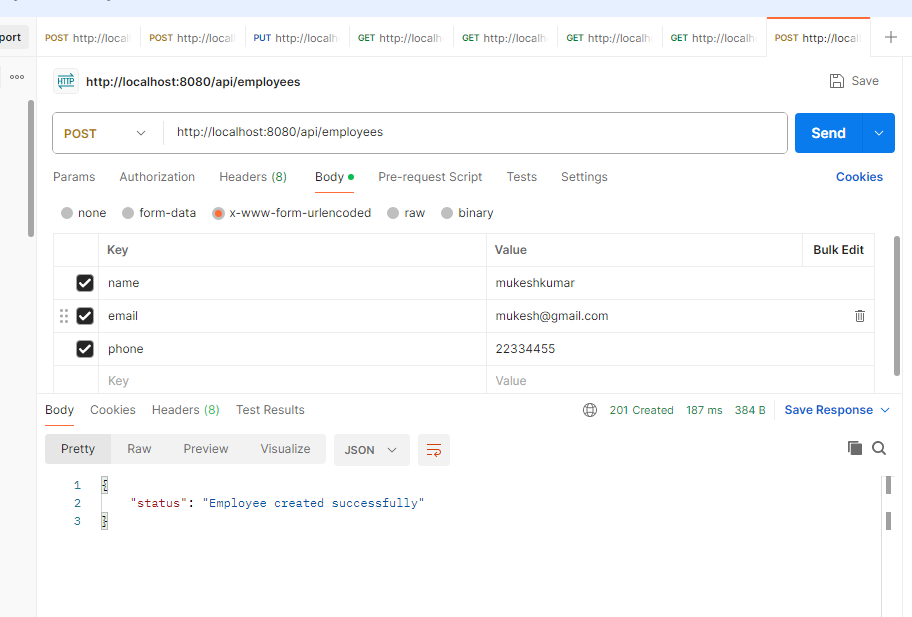 port POST http://local POST http://local PUT http://localh GET http://localh GET http://localh GET http://localh GET http://localh POST http://local
HTTP http://localhost:8080/api/employees Save
POST http://localhost:8080/api/employees Send
Params Authorization Headers (8) Body Pre-request Script Tests Settings Cookies
none form-data x-www-form-urlencoded raw binary
Key Value Bulk Edit
name mukeshkumar
email mukesh@gmail.com
phone 22334455
Key Value
Body Cookies Headers (8) Test Results 201 Created 187 ms 384 B Save Response
Pretty Raw Preview Visualize JSON
1 {
2 "status": "Employee created successfully"
3 }